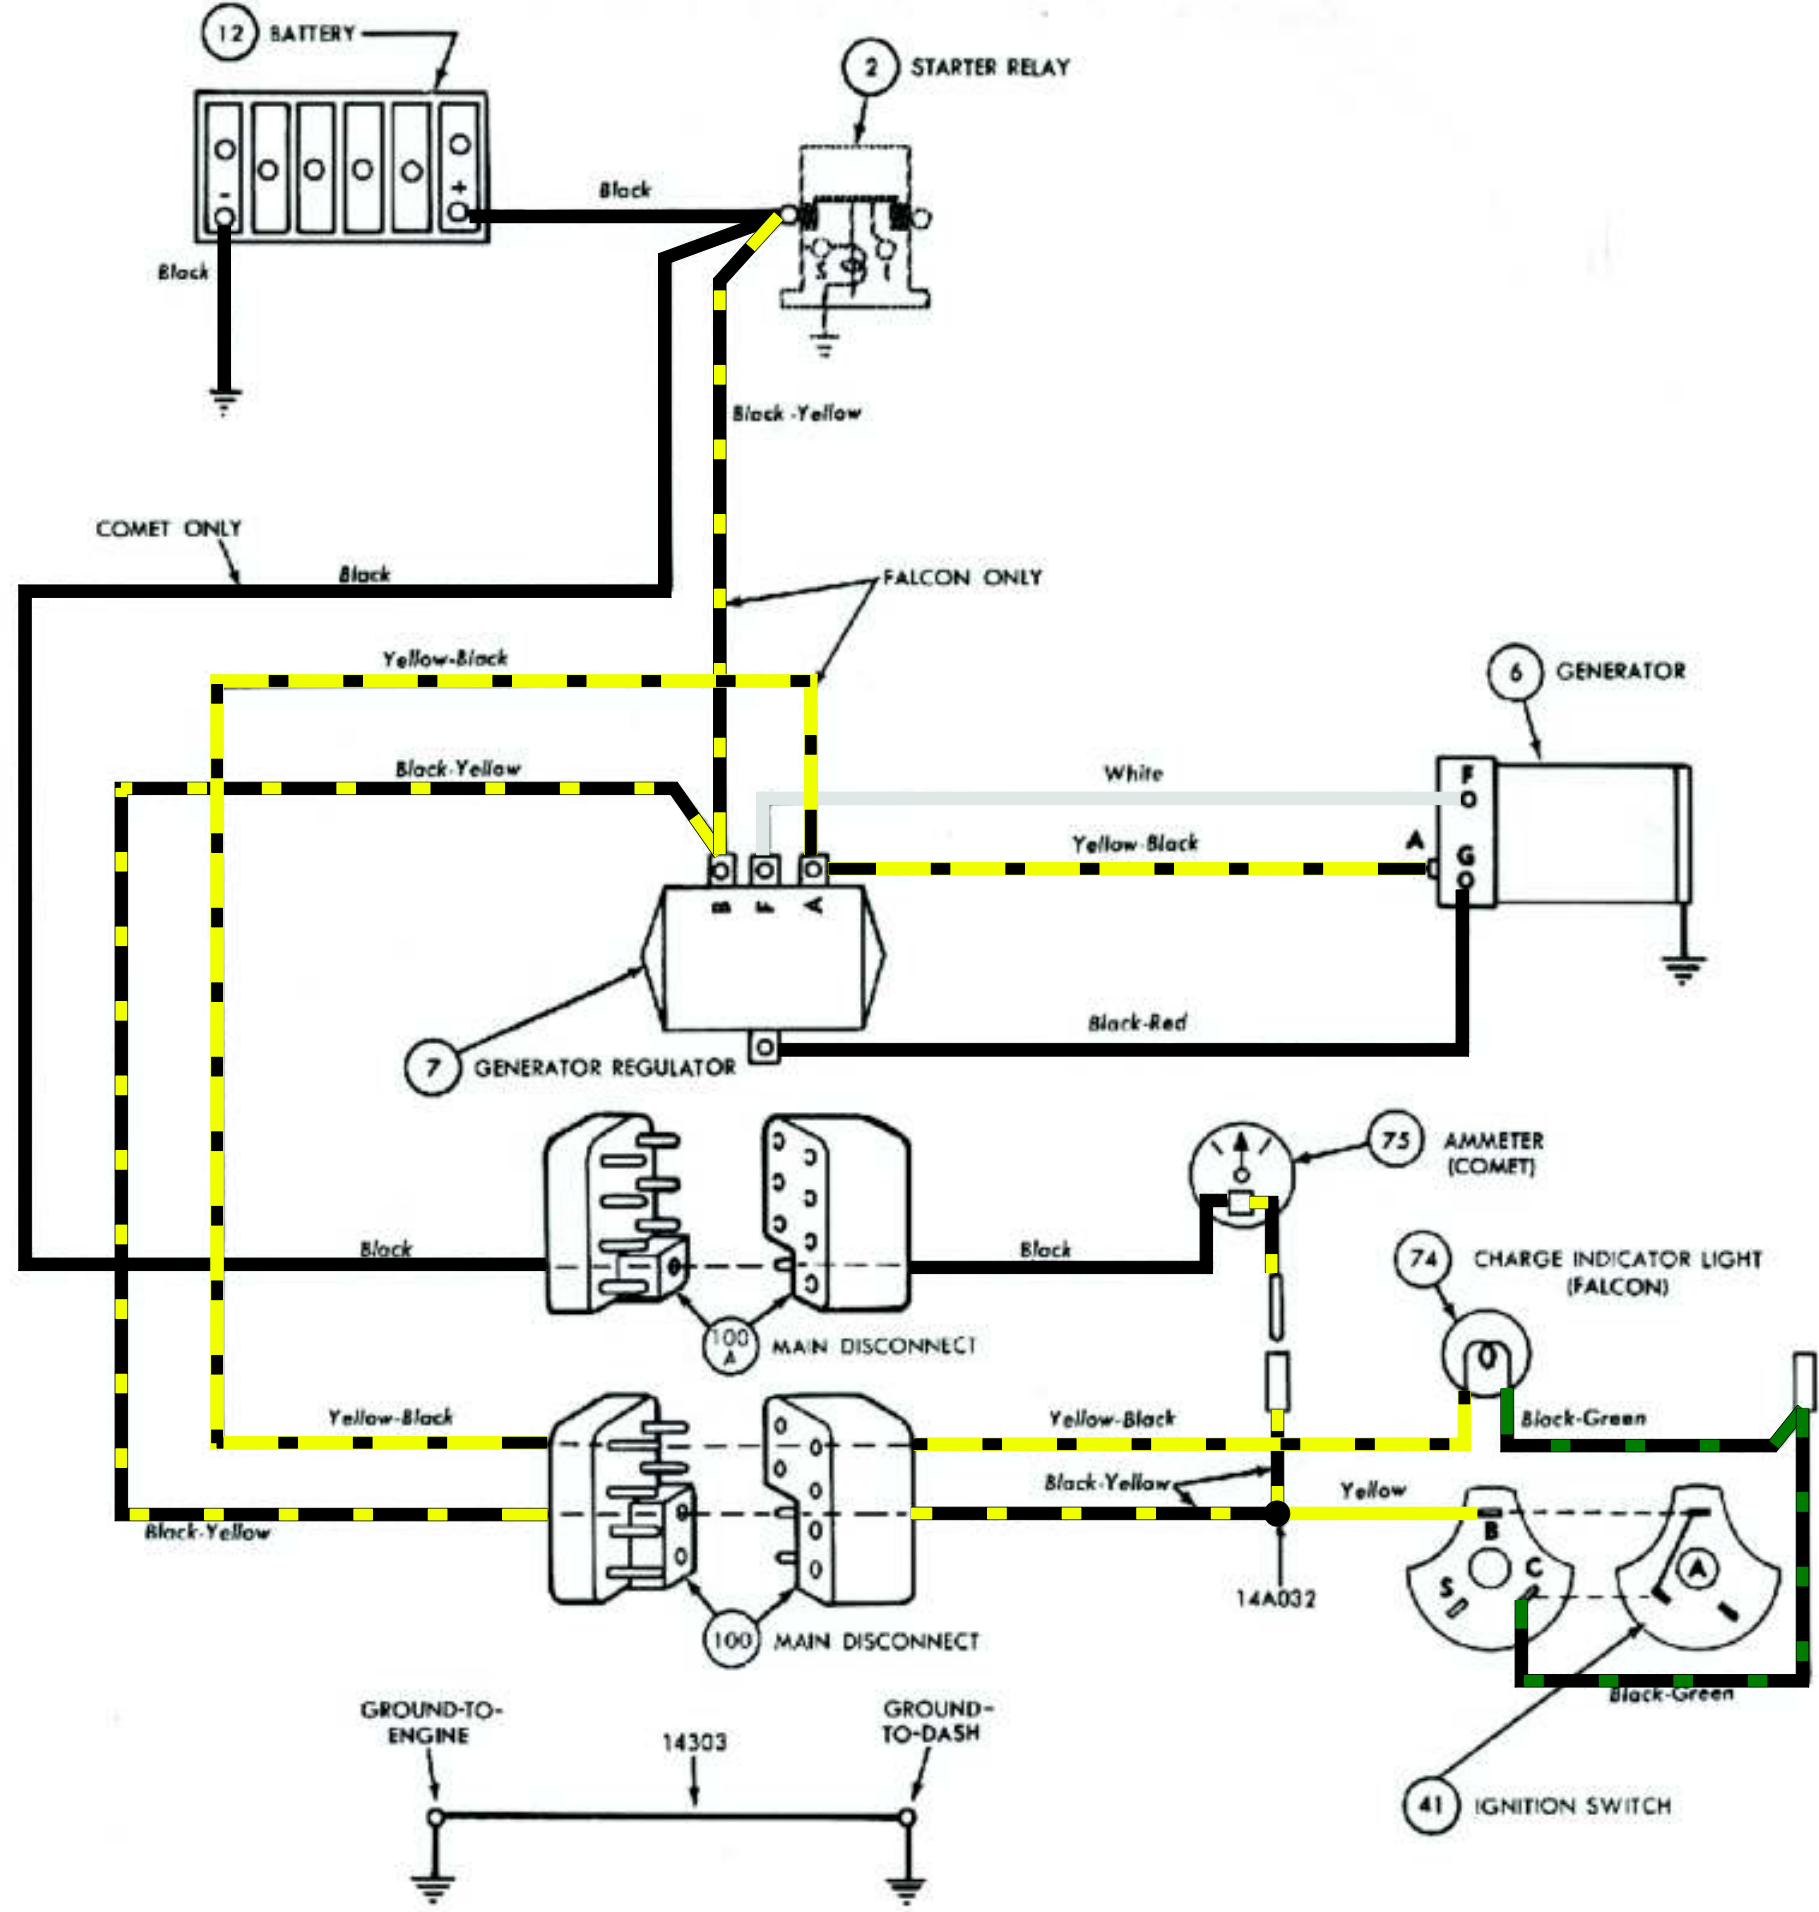 12 BATTERY
2 STARTER RELAY
Black
-
+
Black
S
I
Black-Yellow
COMET ONLY
Black
FALCON ONLY
Yellow-Black
6 GENERATOR
Black-Yellow
White
F
Yellow-Black
A
G
B F A
Black-Red
7 GENERATOR REGULATOR
75 AMMETER
(COMET)
Black
Black
74 CHARGE INDICATOR LIGHT
(FALCON)
100
A
MAIN DISCONNECT
Yellow-Black
Yellow-Black
Black-Green
Black-Yellow
Yellow
Black-Yellow
B
C
S
A
14A032
100 MAIN DISCONNECT
Black-Green
GROUND-TO-
ENGINE
14303
GROUND-
TO-DASH
41 IGNITION SWITCH